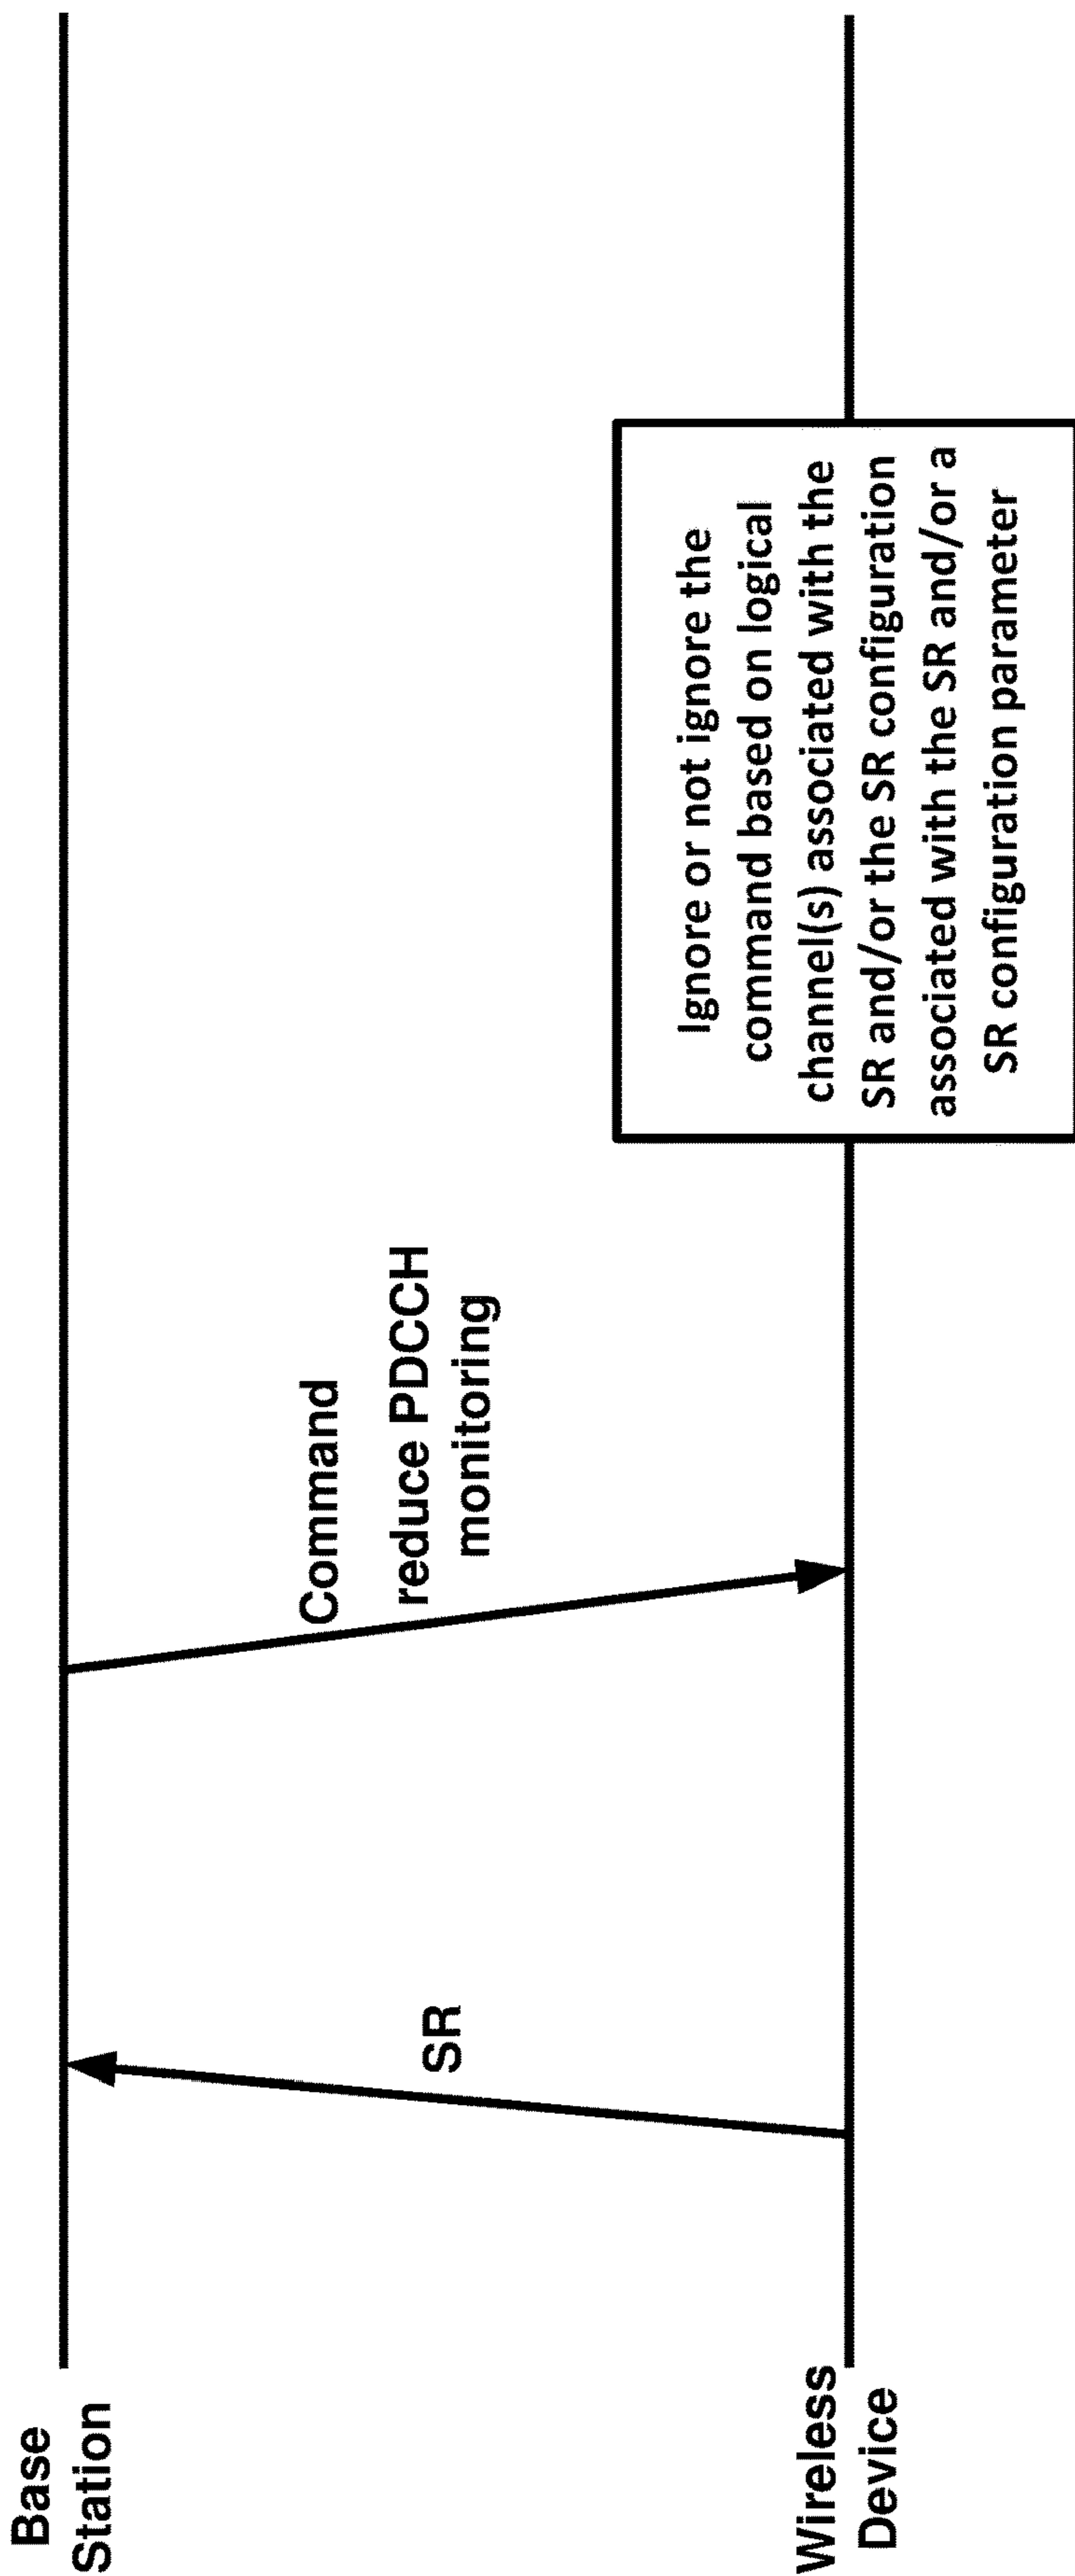 Base
Station
Wireless
Device
SR
Command
reduce PDCCH
monitoring
Ignore or not ignore the
command based on logical
channel(s) associated with the
SR and/or the SR configuration
associated with the SR and/or a
SR configuration parameter